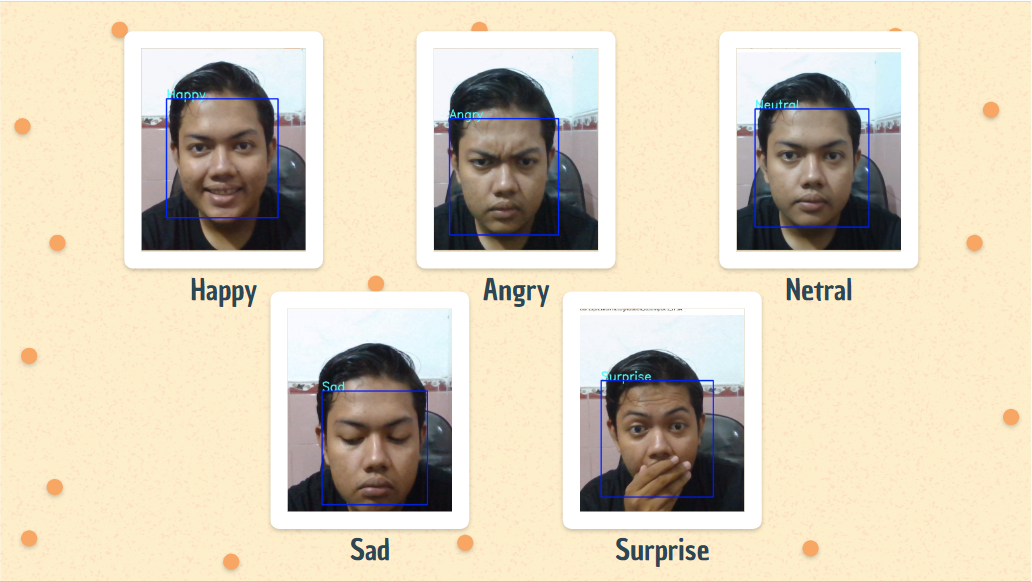 Happy
Angry
Neutral
Happy
Angry
Netral
Sad
Surprise
Sad
Surprise